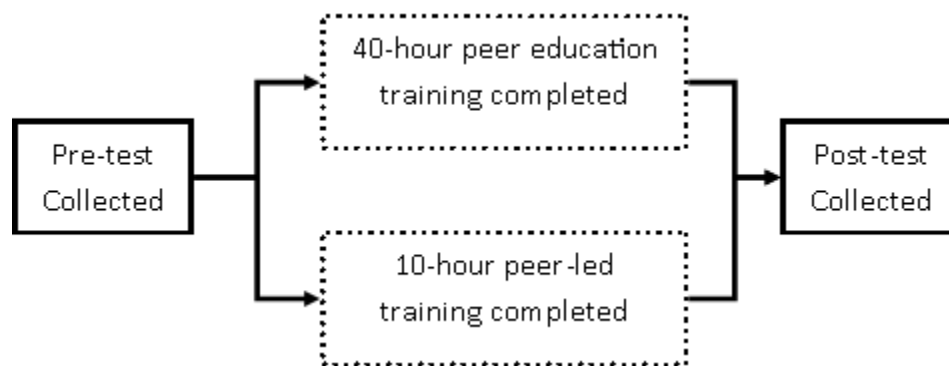 Pre-test
Collected
40-hour peer education
training completed
10-hour peer-led
training completed
Post-test
Collected